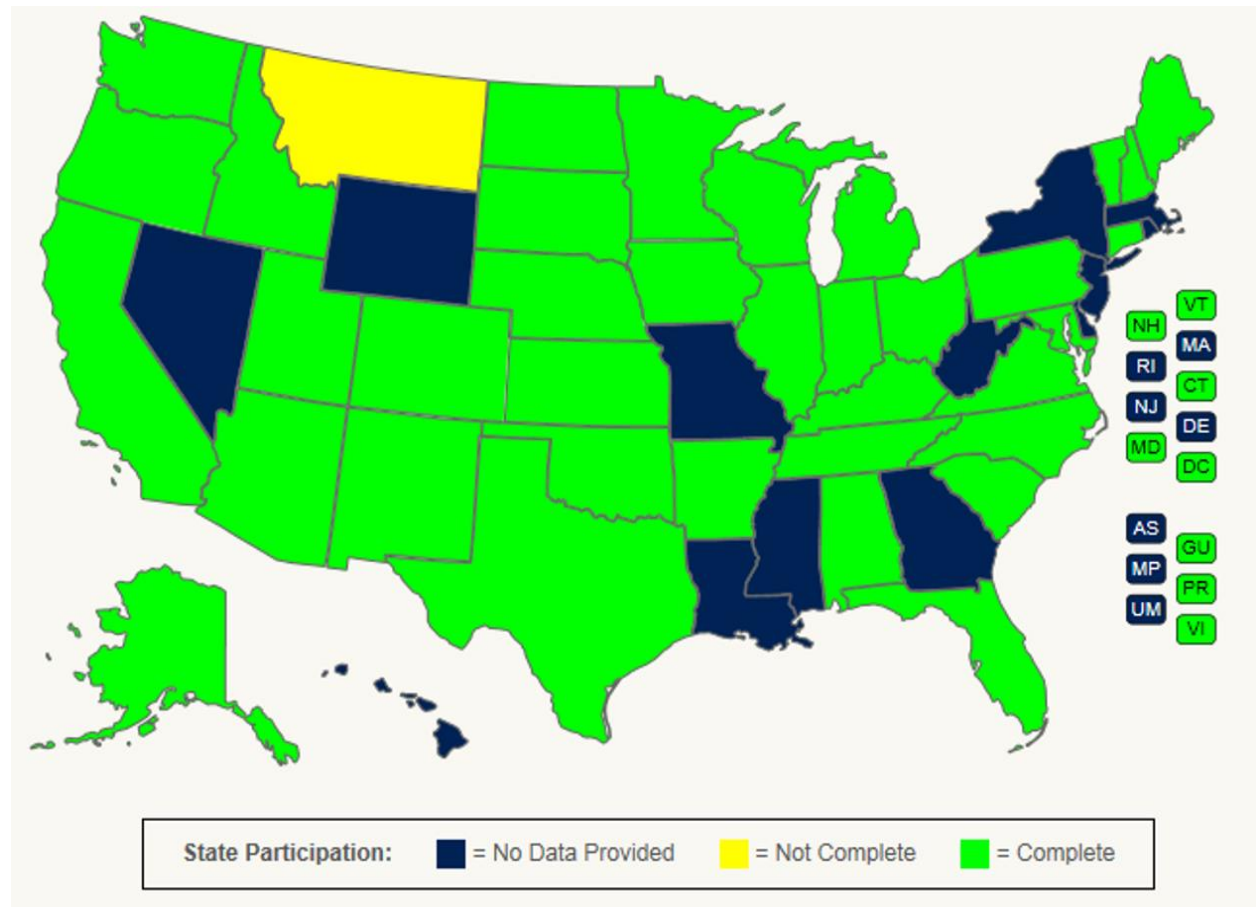 VT
NH
MA
RI
CT
NJ
DE
MD
DC
AS
GU
MP
PR
UM
VI
State Participation: = No Data Provided = Not Complete = Complete